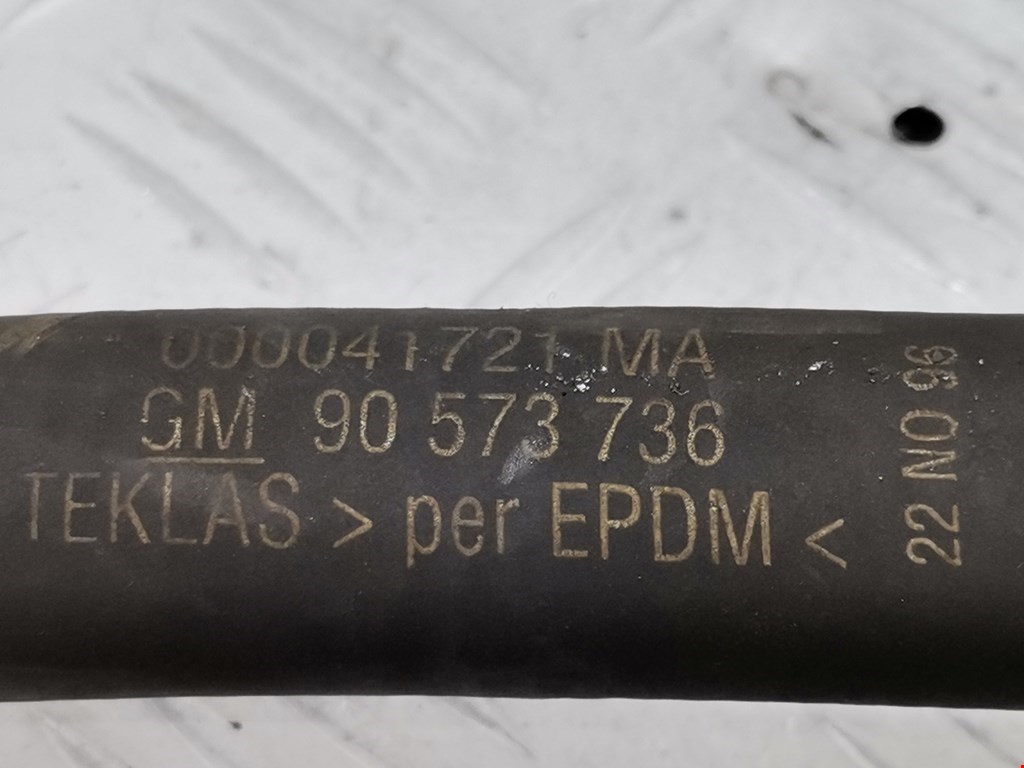 000041721 MA
GM 90 573 736
TEKLAS > per EPDM <
22 NO 96